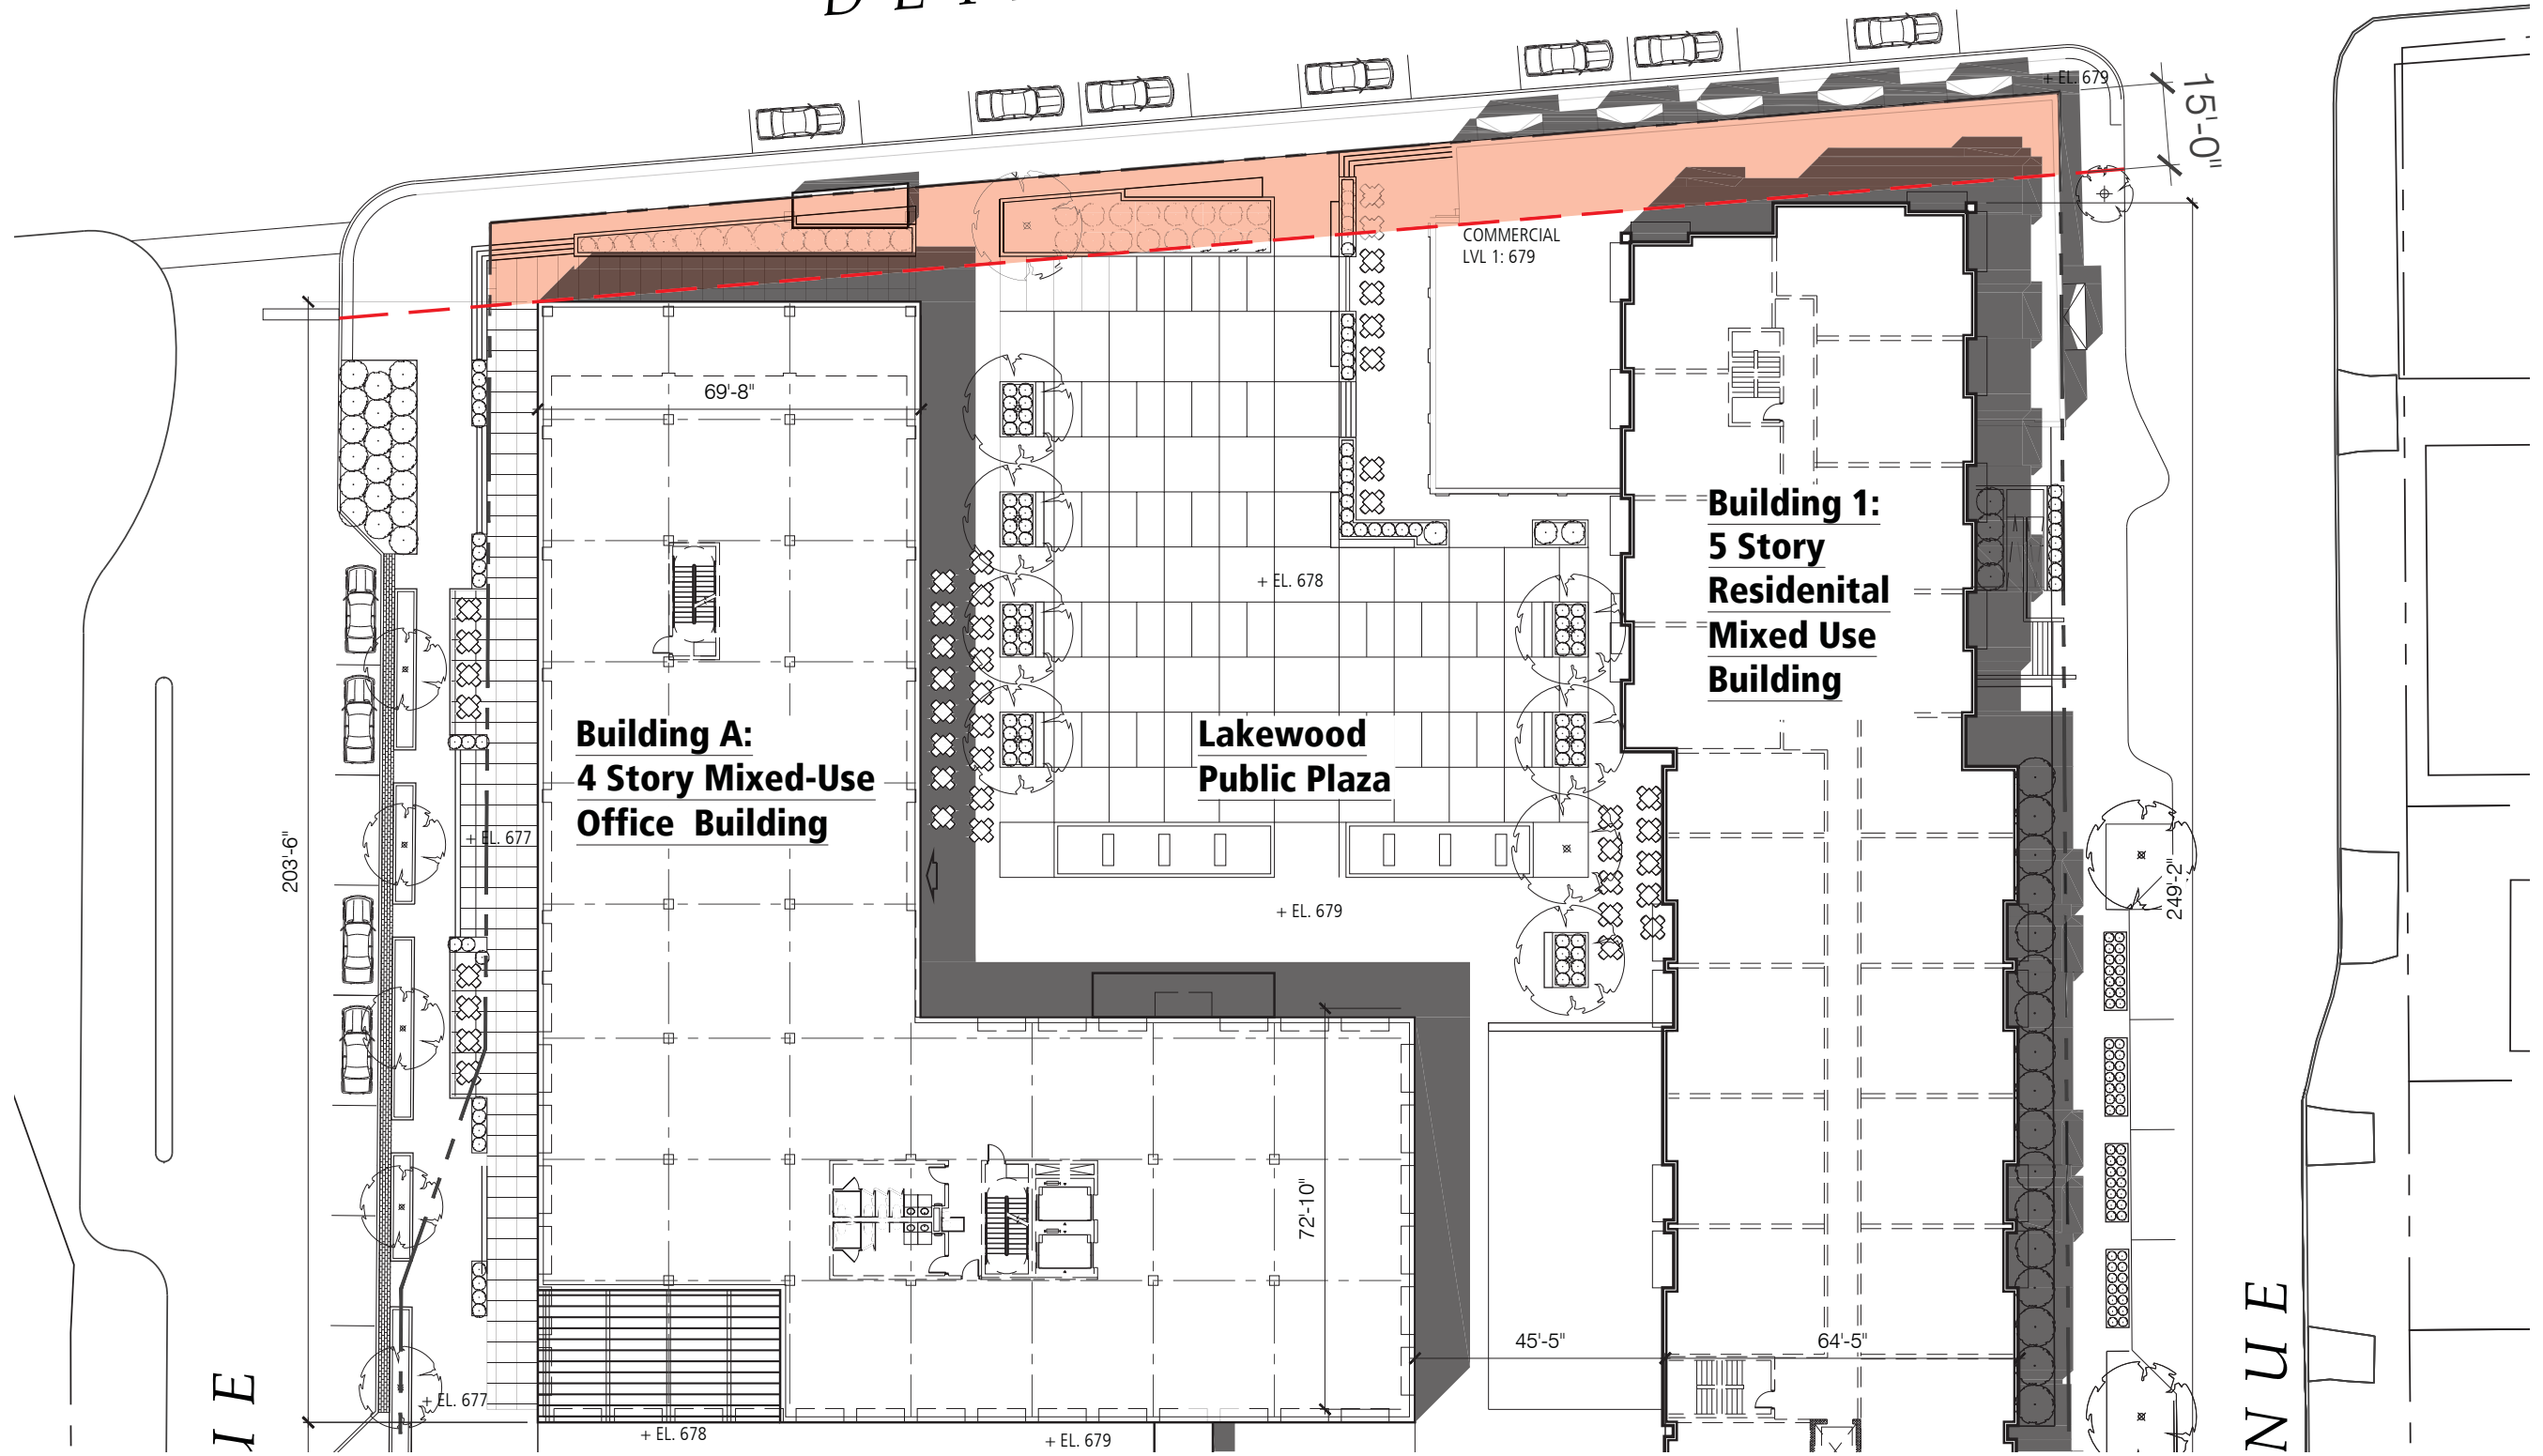 + EL. 679
15'-0"
COMMERCIAL
LVL 1: 679
69'-8"
Building 1:
5 Story
Residenital
Mixed Use
Building
+ EL. 678
Building A:
4 Story Mixed-Use
Office Building
Lakewood
Public Plaza
+ EL. 677
203'-6"
249'-2"
+ EL. 679
72'-10"
45'-5"
64'-5"
+ EL. 677
+ EL. 678
+ EL. 679
I E
N U E